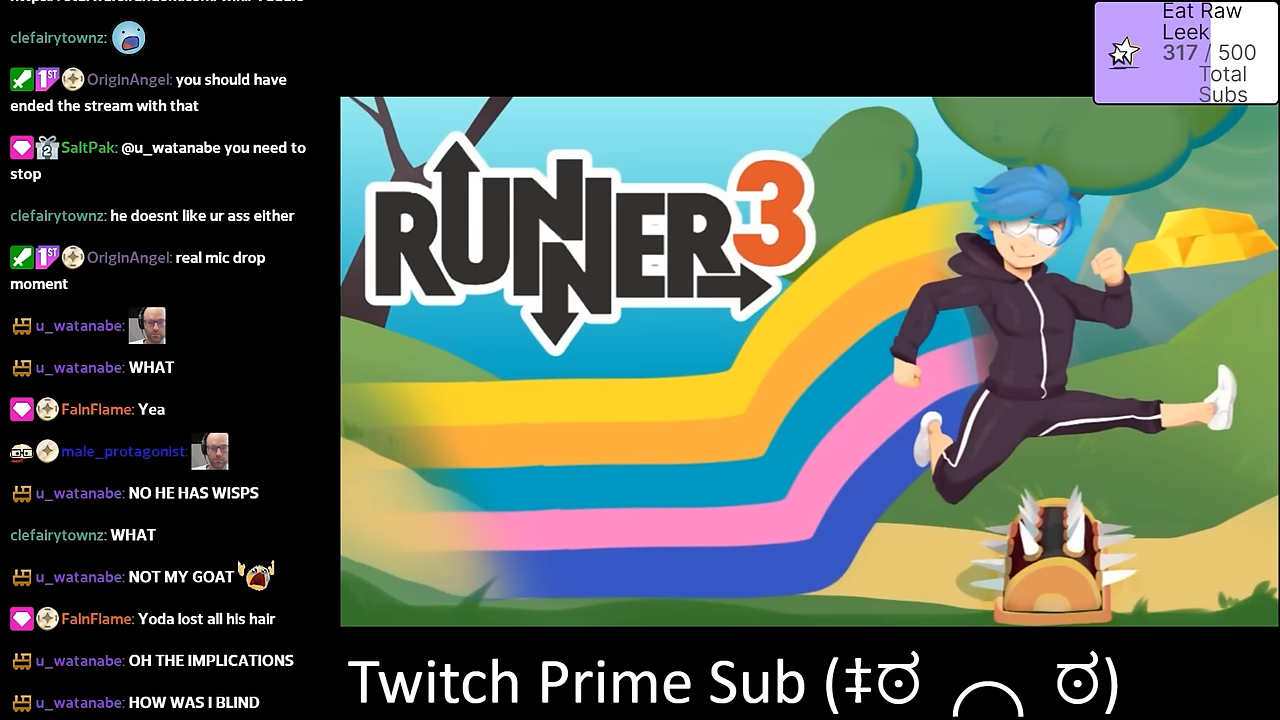 clefairytownz:
OriginAngel: you should have
ended the stream with that
SaltPak: @u_watanabe you need to
stop
clefairytownz: he doesnt like ur ass either
OriginAngel: real mic drop
moment
u_watanabe:
u_watanabe: WHAT
FalnFlame: Yea
male_protagonist:
u_watanabe: NO HE HAS WISPS
clefairytownz: WHAT
u_watanabe: NOT MY GOAT
FalnFlame: Yoda lost all his hair
u_watanabe: OH THE IMPLICATIONS
u_watanabe: HOW WAS I BLIND
Eat Raw
Leek
317 / 500
Total
Subs
RUNNER3
Twitch Prime Sub (‡ಠ ⁔ ಠ)